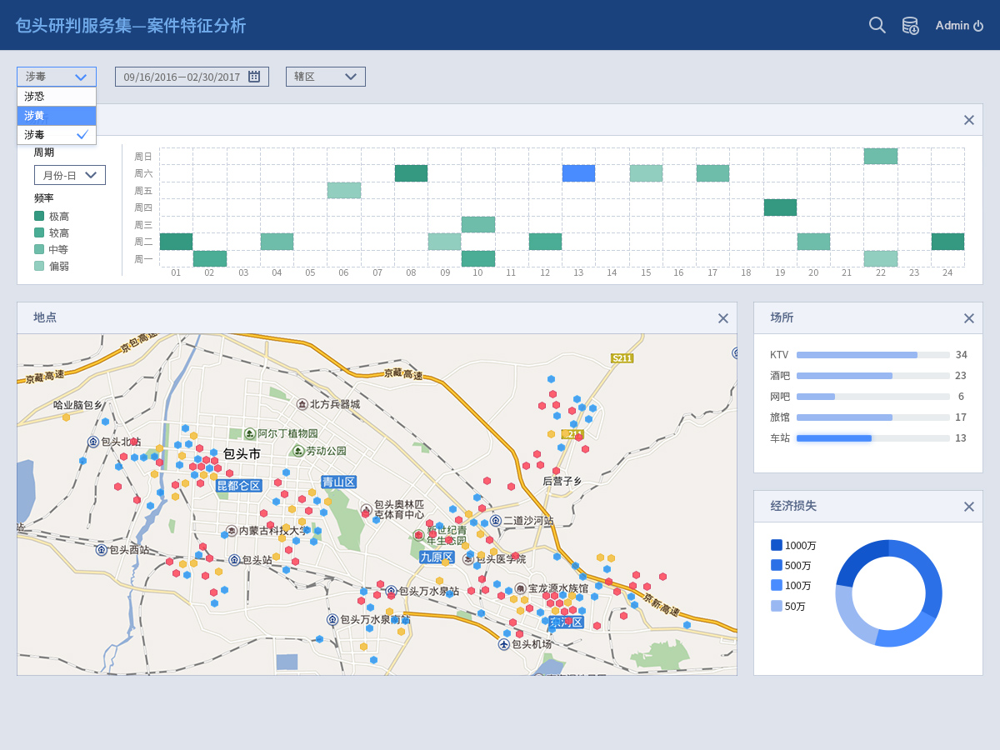 包头研判服务集—案件特征分析
Admin
涉毒
09/16/2016—02/30/2017
辖区
涉恐
涉黄
涉毒
周期
月份-日
频率
极高
较高
中等
偏弱
周日
周六
周五
周四
周三
周二
周一
01 02 03 04 05 06 07 08 09 10 11 12 13 14 15 16 17 18 19 20 21 22 23 24
地点
京包高速
京藏高速
京藏高速
S211
哈业脑包乡
北方兵器城
包头北站
阿尔丁植物园
劳动公园
包头市
昆都仑区
青山区
后营子乡
包头奥林匹
克体育中心
二道沙河站
内蒙古科技大学
新世纪青
年生态园
包头西站
包头站
九原区
包头医学院
包头万水泉站
宝龙源水族馆
京新高速
包头万水泉南站
东河区
包头机场
场所
KTV 34
酒吧 23
网吧 6
旅馆 17
车站 13
经济损失
1000万
500万
100万
50万